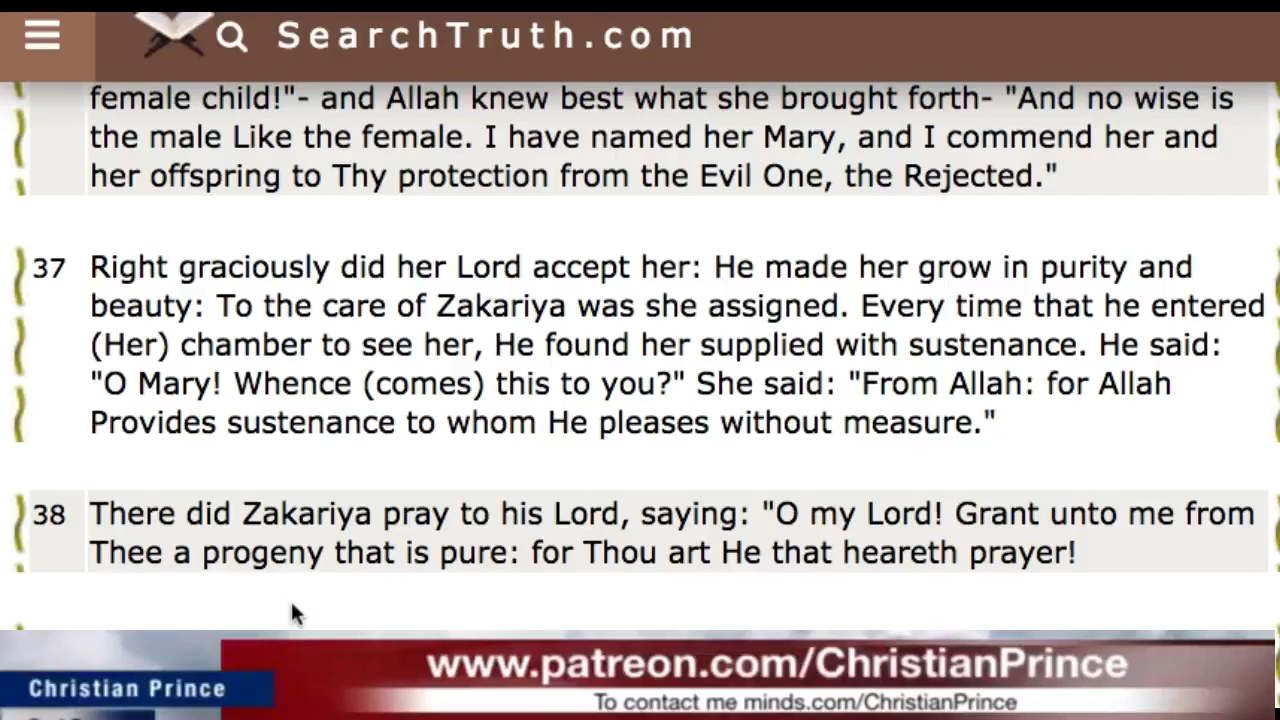 SearchTruth.com
female child!"- and Allah knew best what she brought forth- "And no wise is
the male Like the female. I have named her Mary, and I commend her and
her offspring to Thy protection from the Evil One, the Rejected."
37 Right graciously did her Lord accept her: He made her grow in purity and
beauty: To the care of Zakariya was she assigned. Every time that he entered
(Her) chamber to see her, He found her supplied with sustenance. He said:
"O Mary! Whence (comes) this to you?" She said: "From Allah: for Allah
Provides sustenance to whom He pleases without measure."
38 There did Zakariya pray to his Lord, saying: "O my Lord! Grant unto me from
Thee a progeny that is pure: for Thou art He that heareth prayer!
www.patreon.com/ChristianPrince
Christian Prince
To contact me minds.com/ChristianPrince